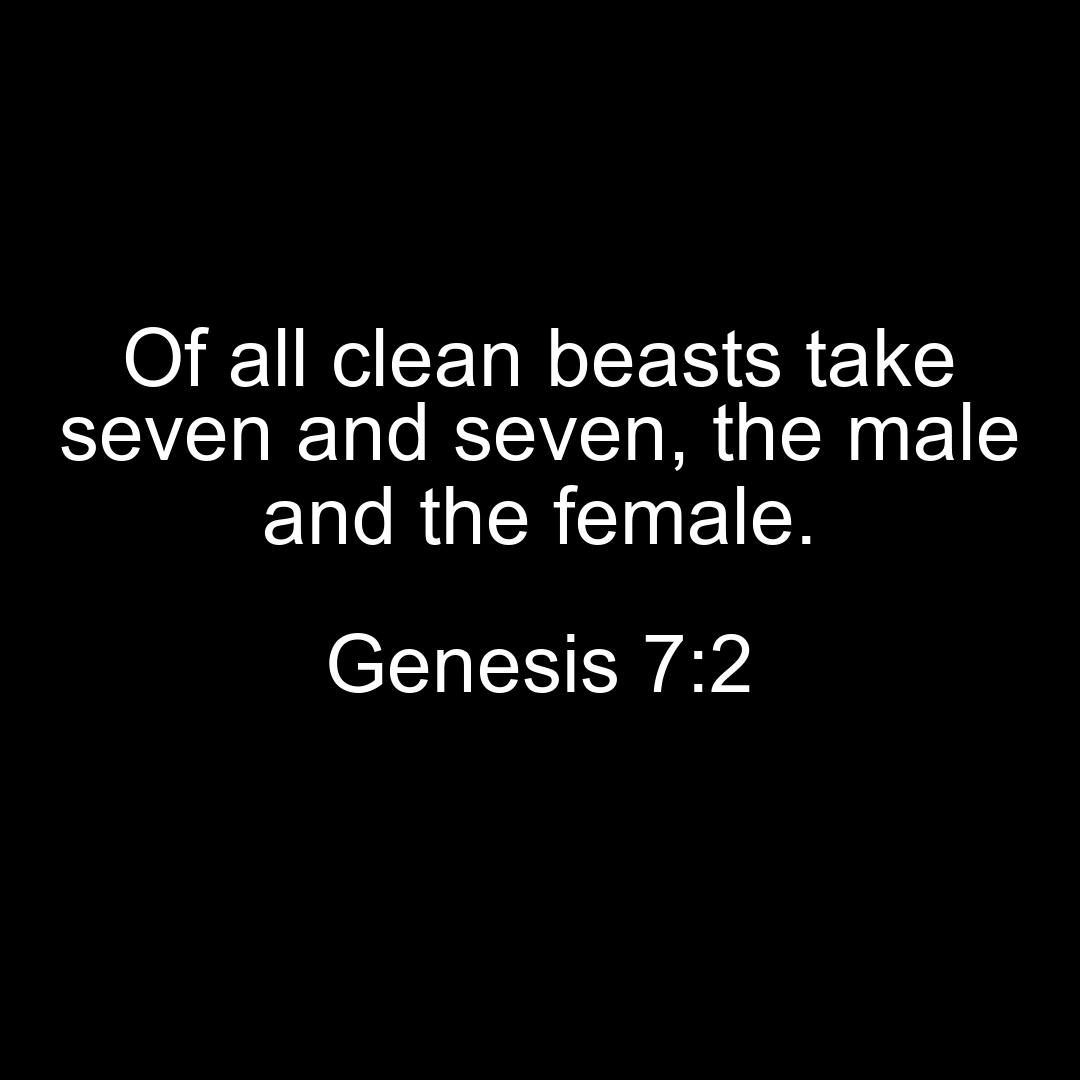 Of all clean beasts take
seven and seven, the male
and the female.
Genesis 7:2